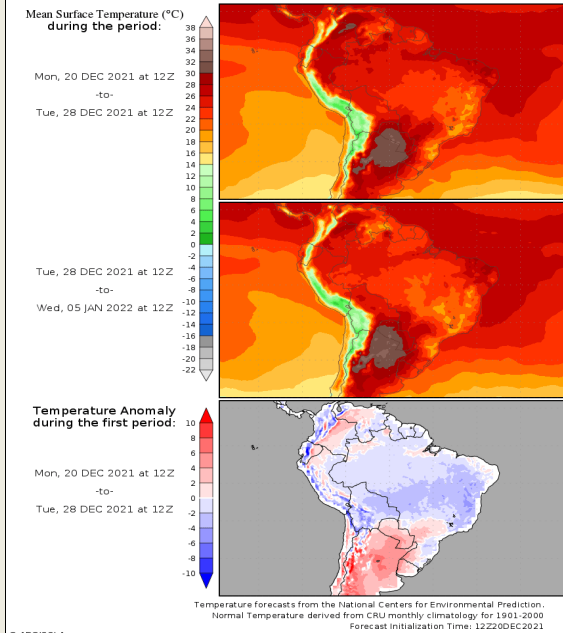 Mean Surface Temperature (°C)
during the period:
38
36
34
32
30
28
26
24
22
20
18
16
14
12
10
8
6
4
2
0
-2
-4
-6
-8
-10
-12
-14
-16
-18
-20
-22
Mon, 20 DEC 2021 at 12Z
-to-
Tue, 28 DEC 2021 at 12Z
Tue, 28 DEC 2021 at 12Z
-to-
Wed, 05 JAN 2022 at 12Z
Temperature Anomaly
during the first period:
10
8
6
4
2
0
-2
-4
-6
-8
-10
Mon, 20 DEC 2021 at 12Z
-to-
Tue, 28 DEC 2021 at 12Z
Temperature forecasts from the National Centers for Environmental Prediction.
Normal Temperature derived from CRU monthly climatology for 1901-2000
Forecast Initialization Time: 12Z20DEC2021